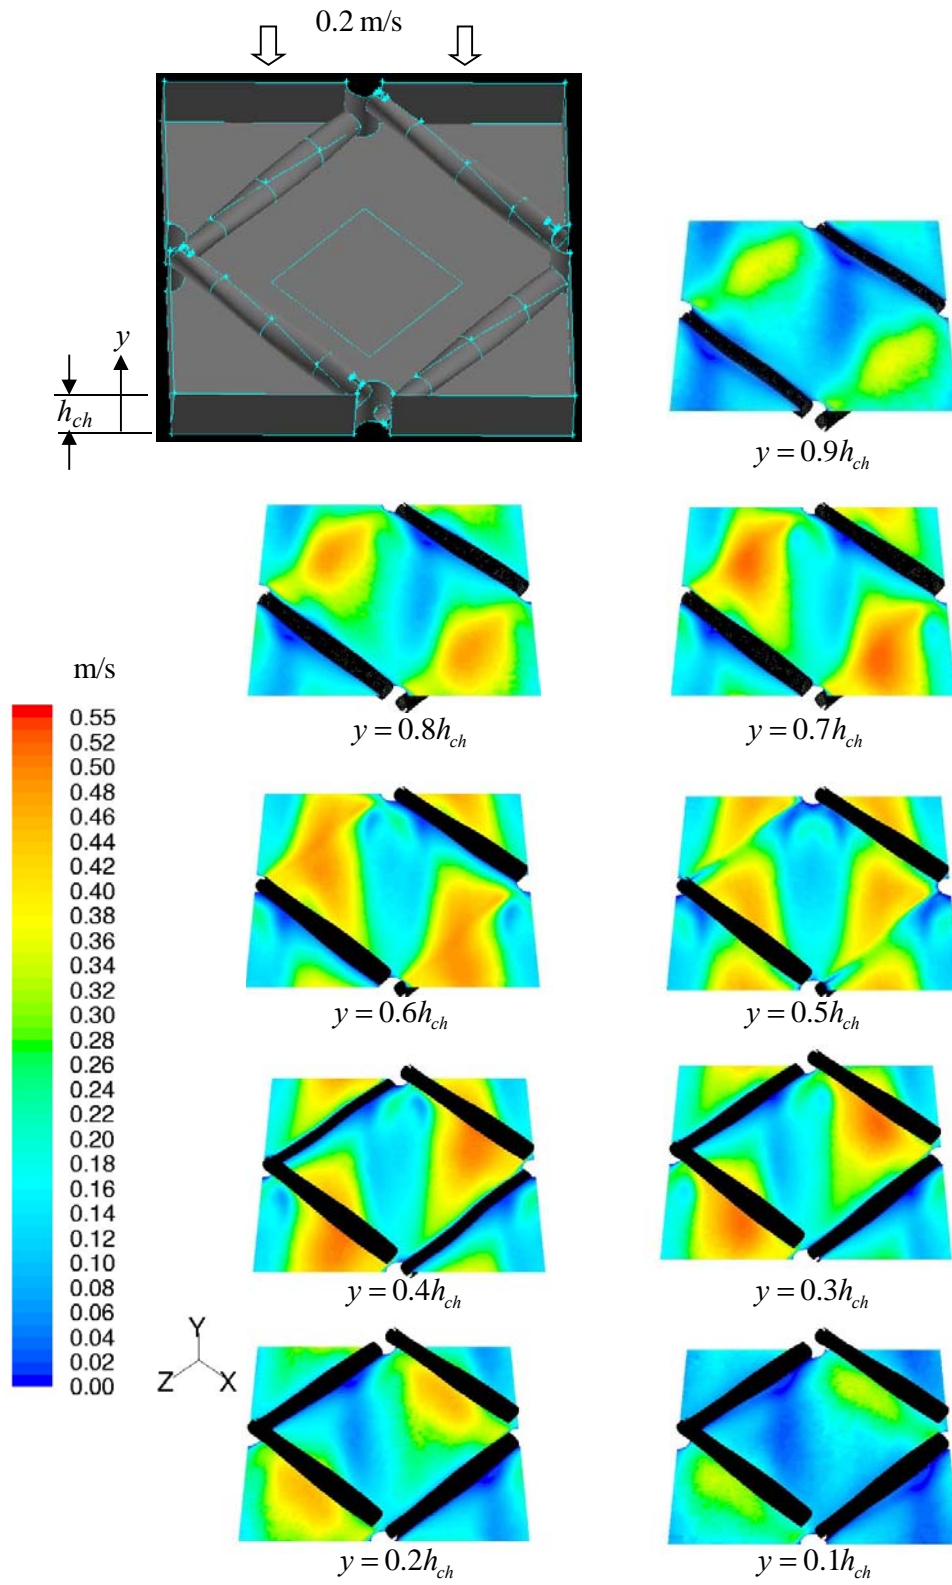 0.2 m/s
y
h_ch
y = 0.9h_ch
y = 0.8h_ch
y = 0.7h_ch
m/s
0.55
0.52
0.50
0.48
0.46
0.44
0.42
0.40
0.38
0.36
0.34
0.32
0.30
0.28
0.26
0.24
0.22
0.20
0.18
0.16
0.14
0.12
0.10
0.08
0.06
0.04
0.02
0.00
y = 0.6h_ch
y = 0.5h_ch
y = 0.4h_ch
y = 0.3h_ch
Y
Z X
y = 0.2h_ch
y = 0.1h_ch